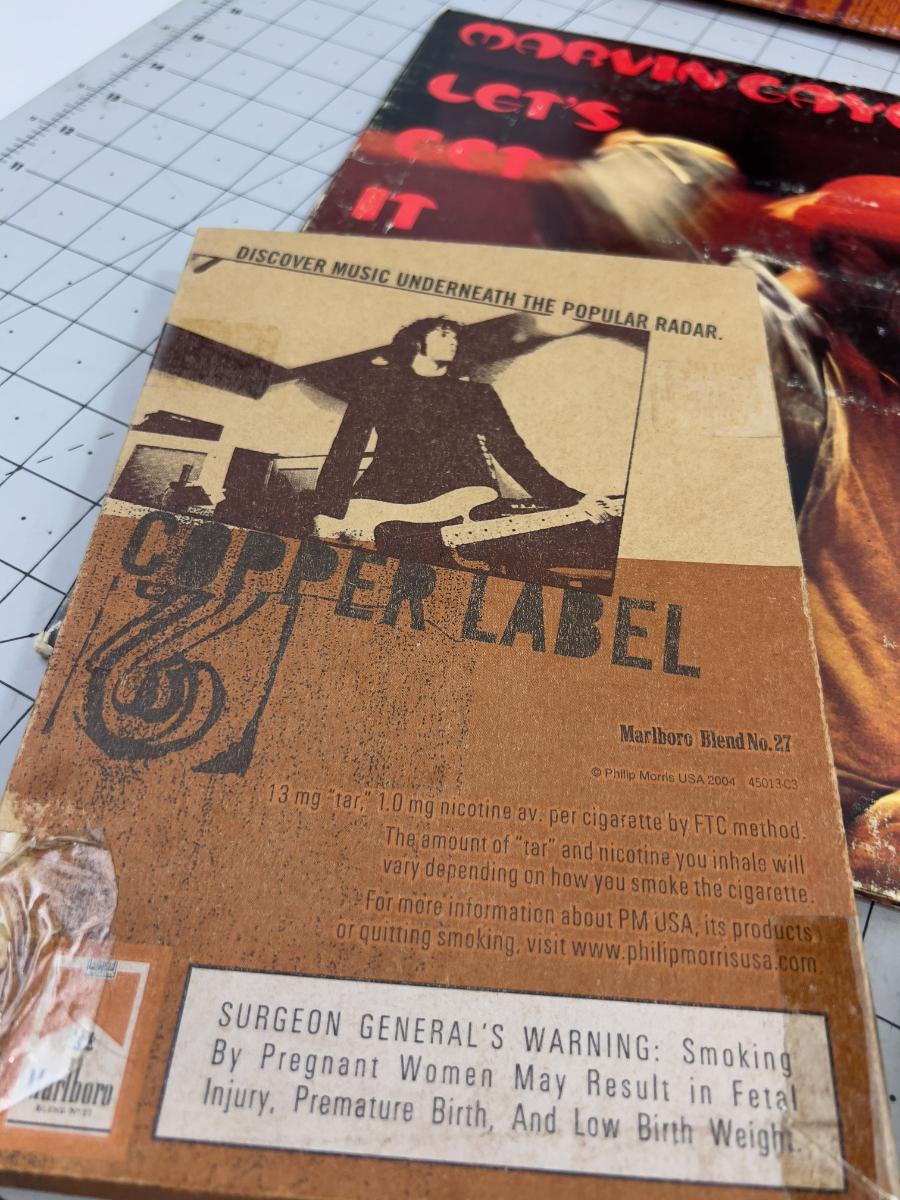 MARVIN GAYE
LET'S
GET
IT
DISCOVER MUSIC UNDERNEATH THE POPULAR RADAR.
COPPER LABEL
Marlboro Blend No. 27
© Philip Morris USA 2004 45013C3
13 mg "tar," 1.0 mg nicotine av. per cigarette by FTC method.
The amount of "tar" and nicotine you inhale will
vary depending on how you smoke the cigarette.
For more information about PM USA, its products
or quitting smoking, visit www.philipmorrisusa.com.
Marlboro
BLEND Nº27
SURGEON GENERAL'S WARNING: Smoking
By Pregnant Women May Result in Fetal
Injury, Premature Birth, And Low Birth Weight.